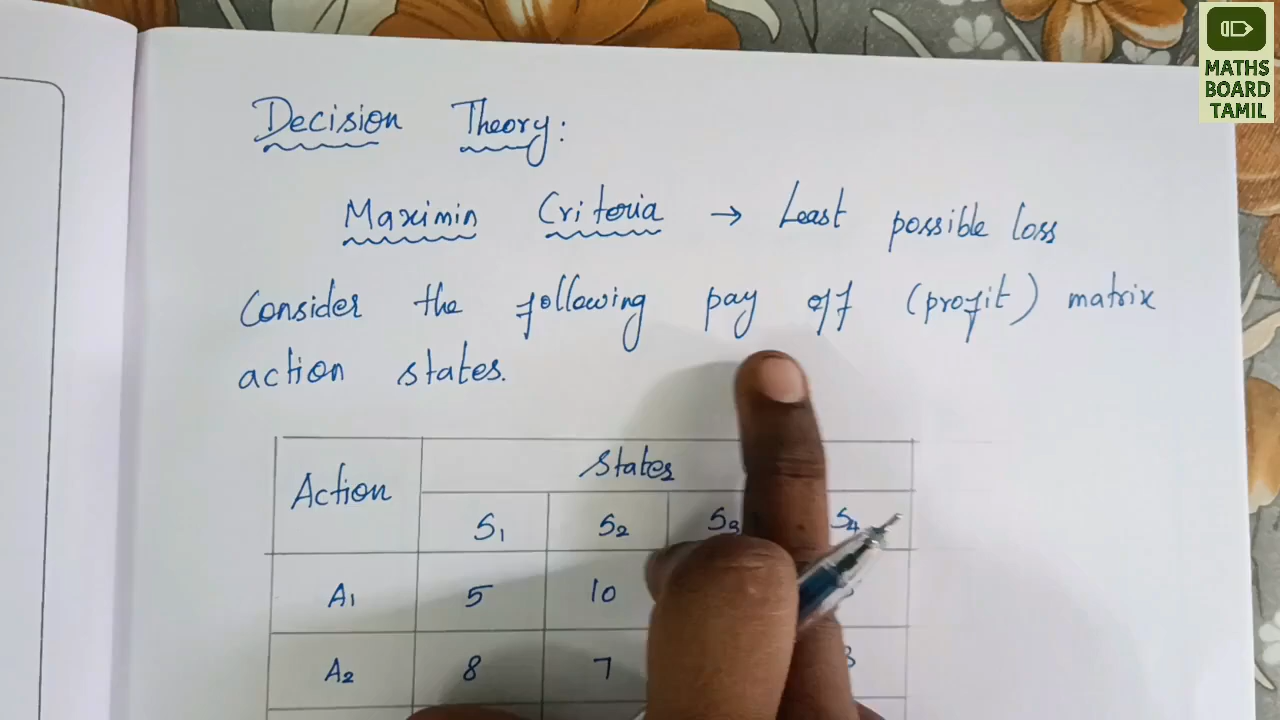 MATHS
BOARD
TAMIL
Decision Theory:
Maximin Criteria → Least possible loss
Consider the following pay off (profit) matrix
action states.
Action States
S1 S2 S3 S4
A1 5 10
A2 8 7